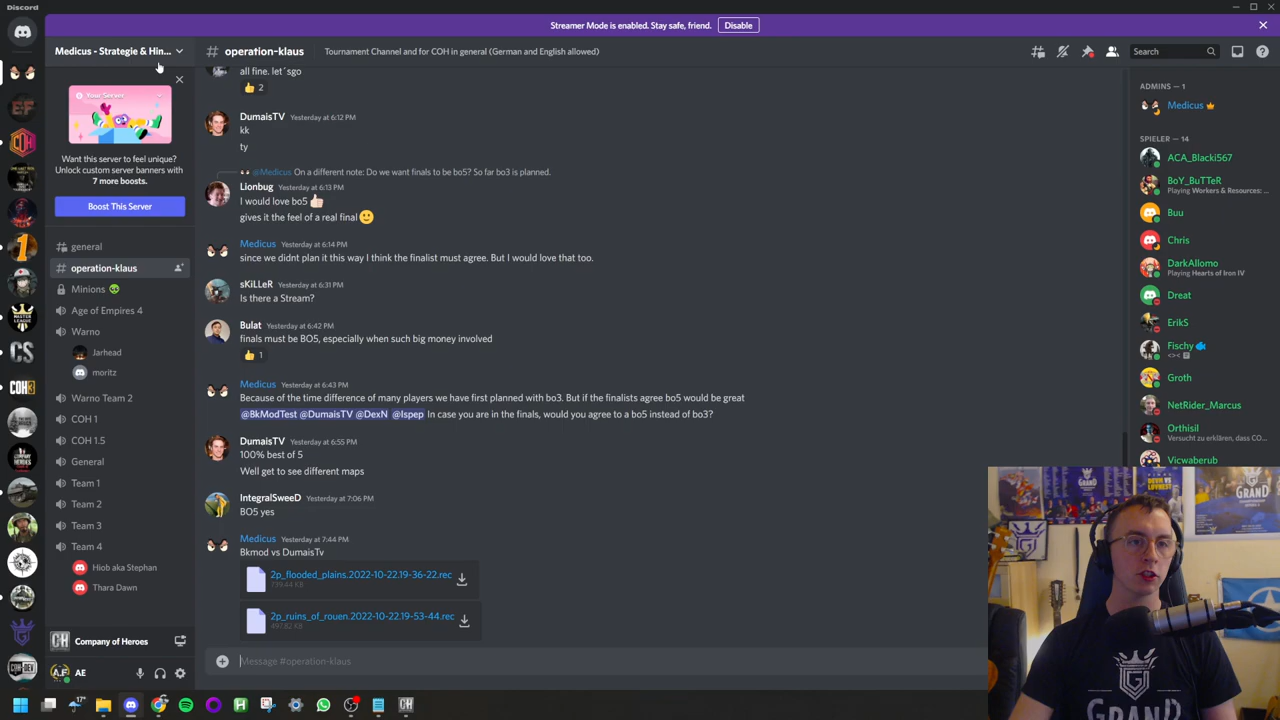 Discord
Streamer Mode is enabled. Stay safe, friend.
Disable
Medicus - Strategie & Hin...
operation-klaus
Tournament Channel and for COH in general (German and English allowed)
Search
Your Server
Want this server to feel unique?
Unlock custom server banners with
7 more boosts.
Boost This Server
general
operation-klaus
Minions
Age of Empires 4
Warno
Jarhead
moritz
Warno Team 2
COH 1
COH 1.5
General
Team 1
Team 2
Team 3
Team 4
Hiob aka Stephan
Thara Dawn
Company of Heroes
AE
all fine. let´sgo
2
DumaisTV Yesterday at 6:12 PM
kk
ty
@Medicus On a different note: Do we want finals to be bo5? So far bo3 is planned.
Lionbug Yesterday at 6:13 PM
I would love bo5
gives it the feel of a real final
Medicus Yesterday at 6:14 PM
since we didnt plan it this way I think the finalist must agree. But I would love that too.
sKiLLeR Yesterday at 6:31 PM
Is there a Stream?
Bulat Yesterday at 6:42 PM
finals must be BO5, especially when such big money involved
1
Medicus Yesterday at 6:43 PM
Because of the time difference of many players we have first planned with bo3. But if the finalists agree bo5 would be great
@BkModTest @DumaisTV @DexN @Ispep In case you are in the finals, would you agree to a bo5 instead of bo3?
DumaisTV Yesterday at 6:55 PM
100% best of 5
Well get to see different maps
IntegralSweeD Yesterday at 7:06 PM
BO5 yes
Medicus Yesterday at 7:44 PM
Bkmod vs DumaisTv
2p_flooded_plains.2022-10-22.19-36-22.rec
779.44 KB
2p_ruins_of_rouen.2022-10-22.19-53-44.rec
497.82 KB
Message #operation-klaus
ADMINS — 1
Medicus
SPIELER — 14
ACA_Blacki567
BoY_BuTTeR
Playing Workers & Resources: ...
Buu
Chris
DarkAllomo
Playing Hearts of Iron IV
Dreat
ErikS
Fischy
<><
Groth
NetRider_Marcus
Orthisil
Versucht zu erklären, dass CO...
Vicwaberub
GRAND
GRAND